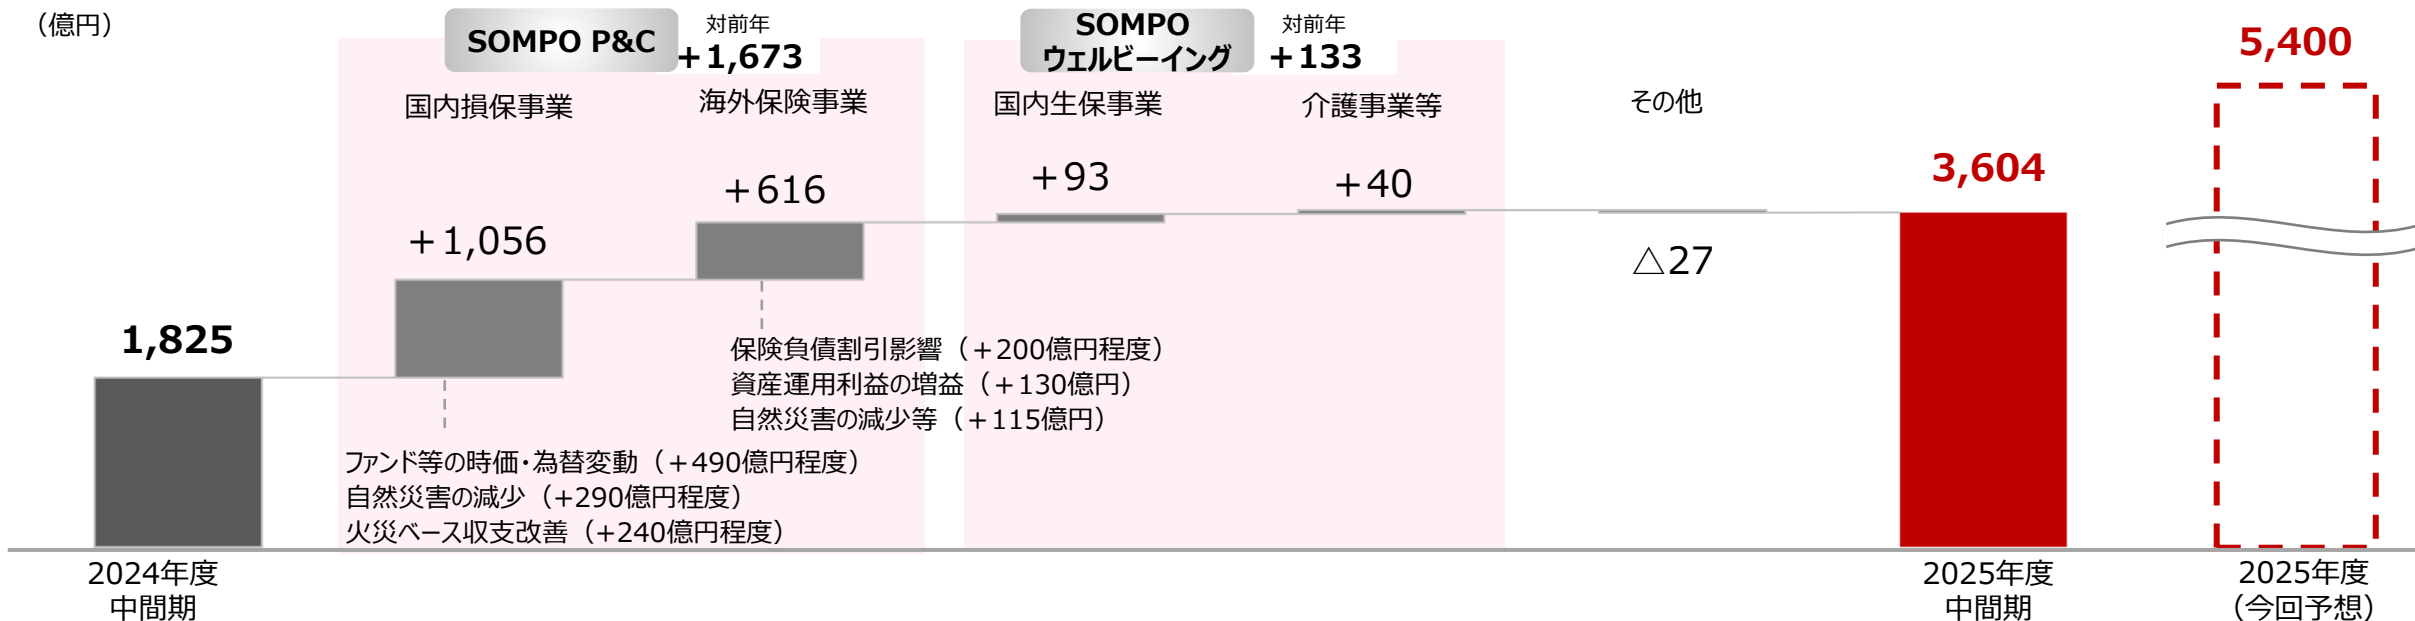 （億円）
SOMPO P&C
対前年
+1,673
SOMPO
ウェルビーイング
対前年
+133
国内損保事業
海外保険事業
国内生保事業
介護事業等
その他
1,825
+1,056
+616
+93
+40
△27
3,604
5,400
保険負債割引影響（+200億円程度）
資産運用利益の増益（+130億円）
自然災害の減少等（+115億円）
ファンド等の時価・為替変動（+490億円程度）
自然災害の減少（+290億円程度）
火災ベース収支改善（+240億円程度）
2024年度
中間期
2025年度
中間期
2025年度
（今回予想）